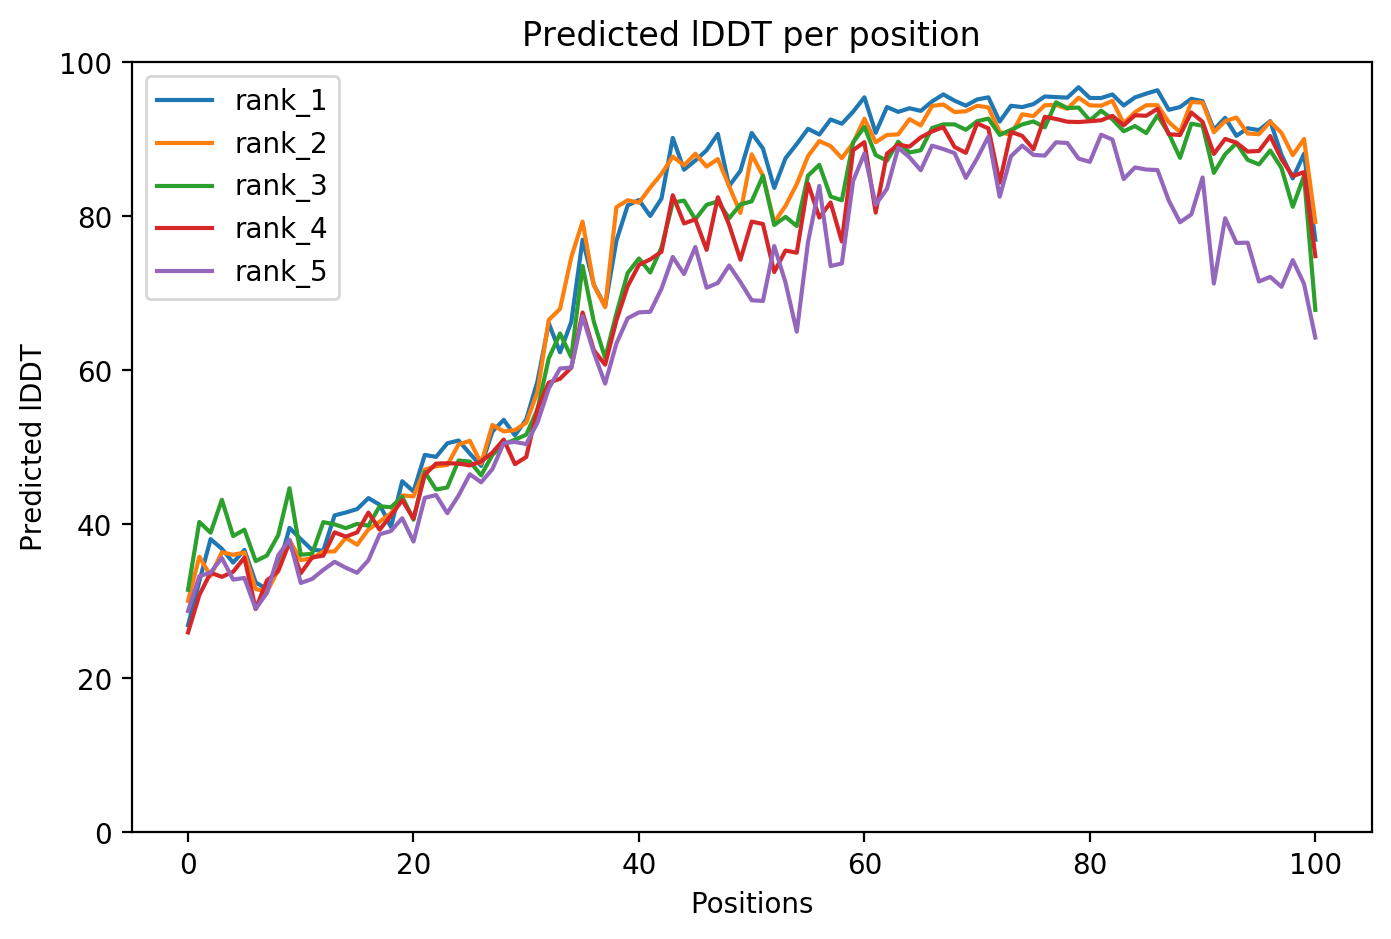 Predicted lDDT per position
100
80
60
40
20
0
Predicted lDDT
rank_1
rank_2
rank_3
rank_4
rank_5
0 20 40 60 80 100
Positions